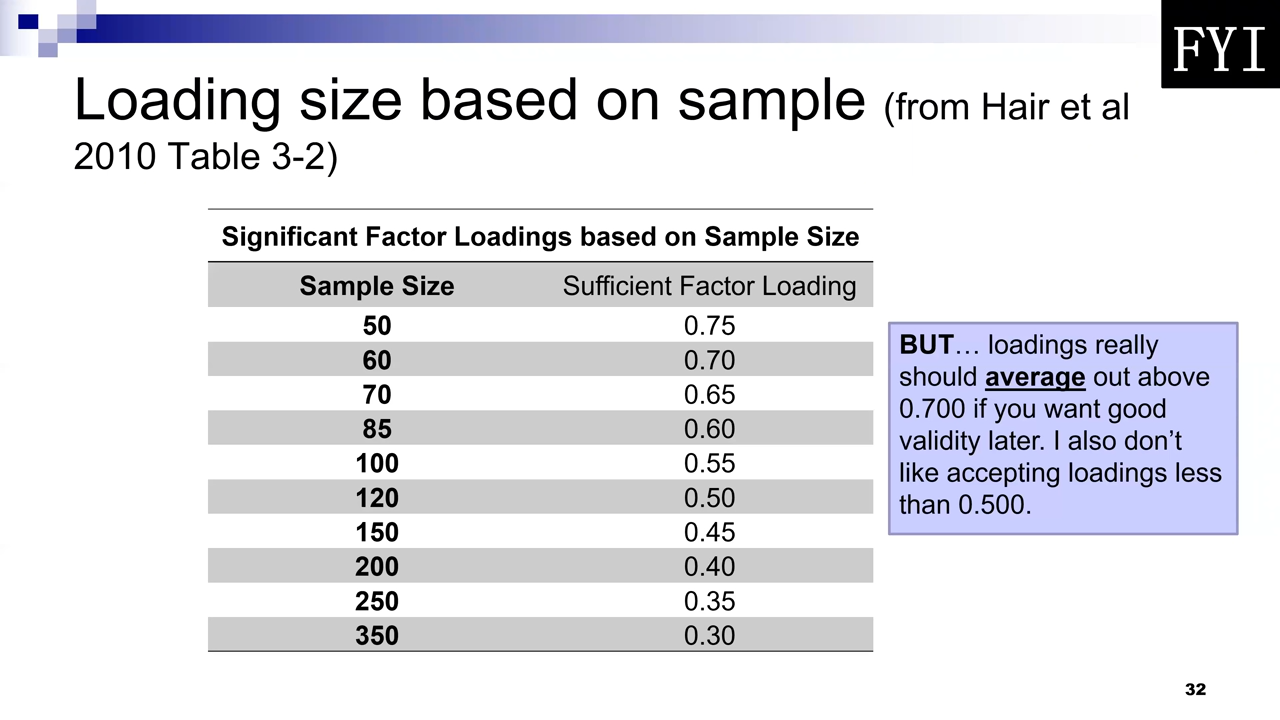 FYI
Loading size based on sample (from Hair et al
2010 Table 3-2)
Significant Factor Loadings based on Sample Size
Sample Size Sufficient Factor Loading
50 0.75
60 0.70
70 0.65
85 0.60
100 0.55
120 0.50
150 0.45
200 0.40
250 0.35
350 0.30
BUT… loadings really
should average out above
0.700 if you want good
validity later. I also don’t
like accepting loadings less
than 0.500.
32